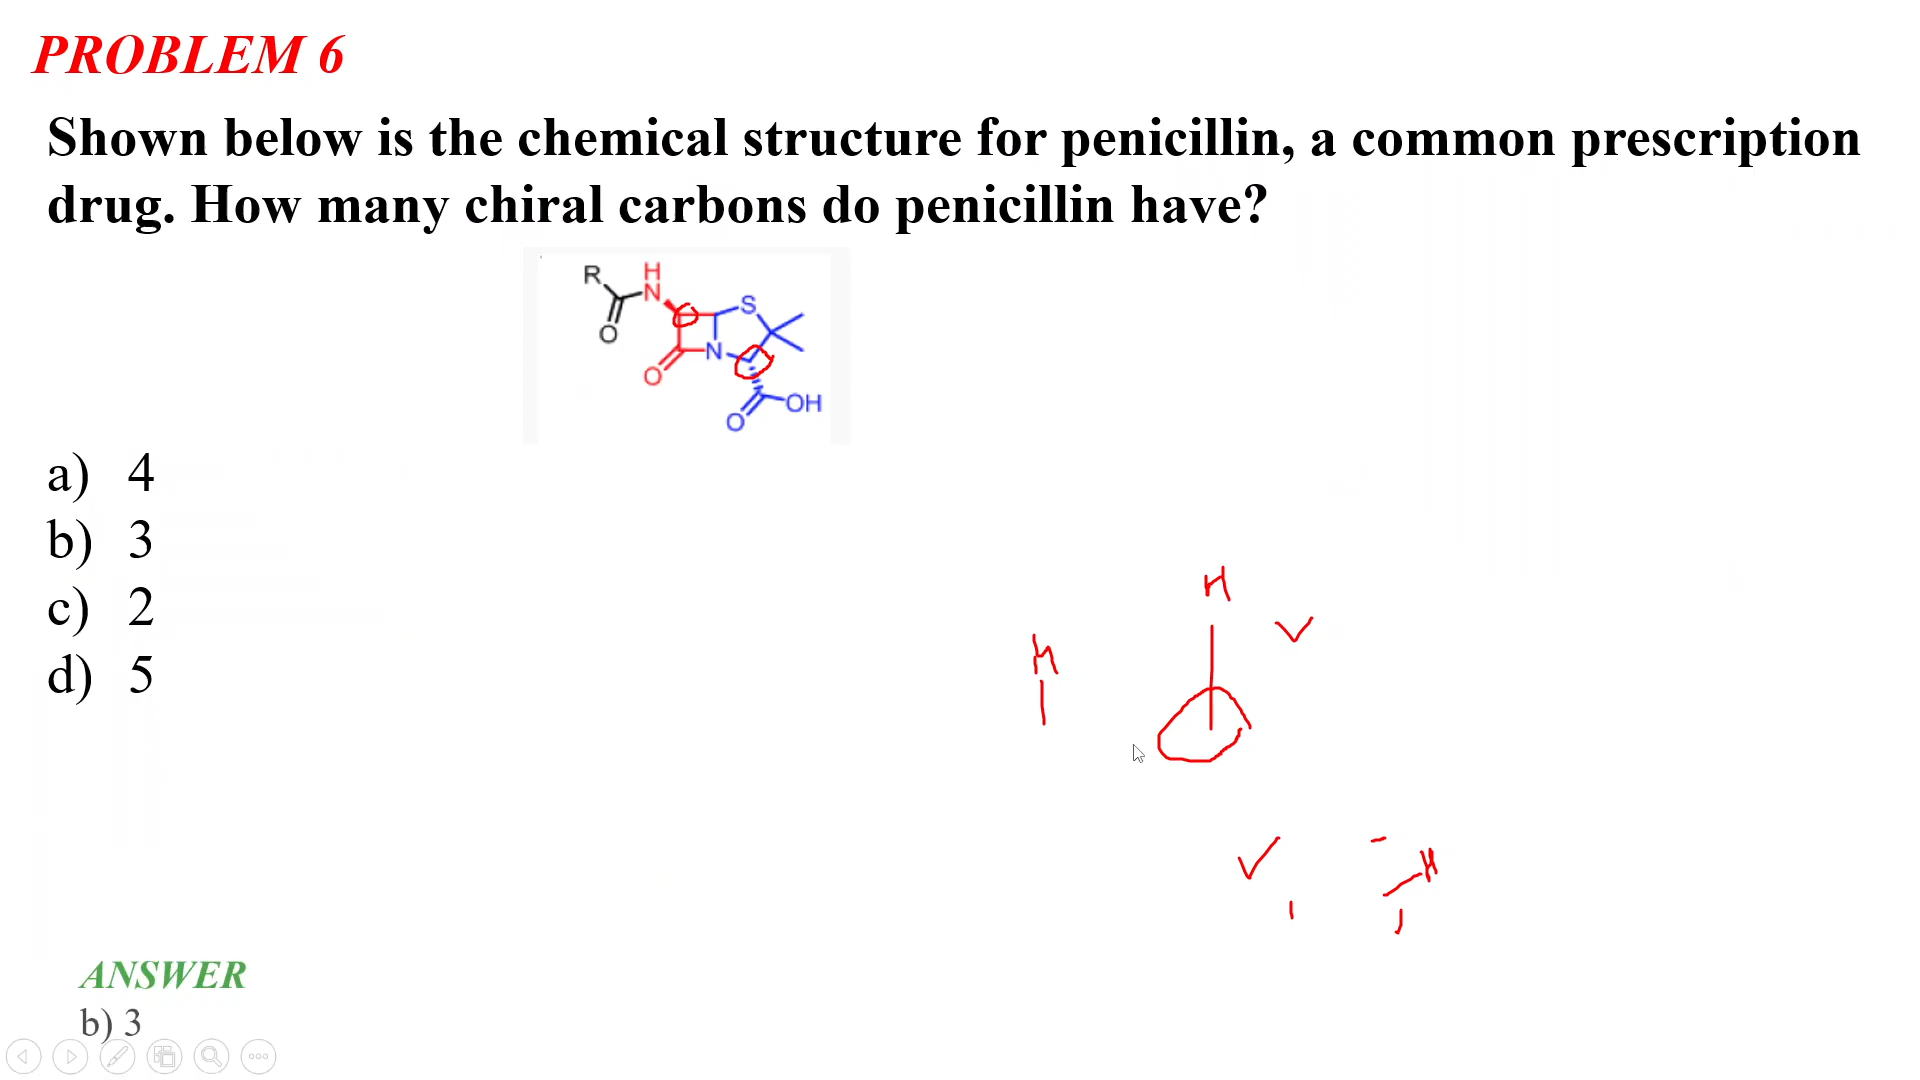 PROBLEM 6
Shown below is the chemical structure for penicillin, a common prescription
drug. How many chiral carbons do penicillin have?
R
H
N
O
S
N
O
O
OH
a) 4
b) 3
c) 2
d) 5
H
H
H
ANSWER
b) 3